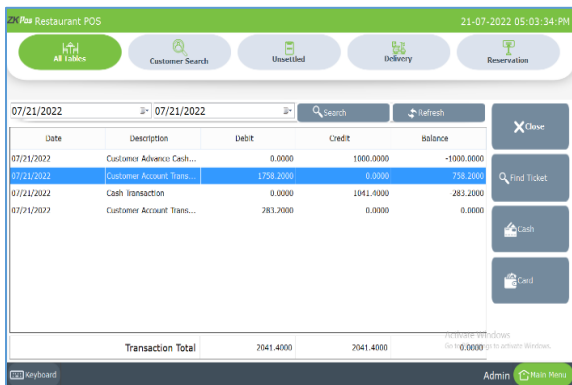 ZKPos Restaurant POS 21-07-2022 05:03:34:PM
All Tables Customer Search Unsettled Delivery Reservation
07/21/2022 07/21/2022 Search Refresh
Close
Date Description Debit Credit Balance
07/21/2022 Customer Advance Cash... 0.0000 1000.0000 -1000.0000
07/21/2022 Customer Account Trans... 1758.2000 0.0000 758.2000
07/21/2022 Cash Transaction 0.0000 1041.4000 -283.2000
07/21/2022 Customer Account Trans... 283.2000 0.0000 0.0000
Find Ticket
Cash
Card
Activate Windows
Transaction Total 2041.4000 2041.4000 0.0000
Go to to activate Windows.
Keyboard Admin Main Menu